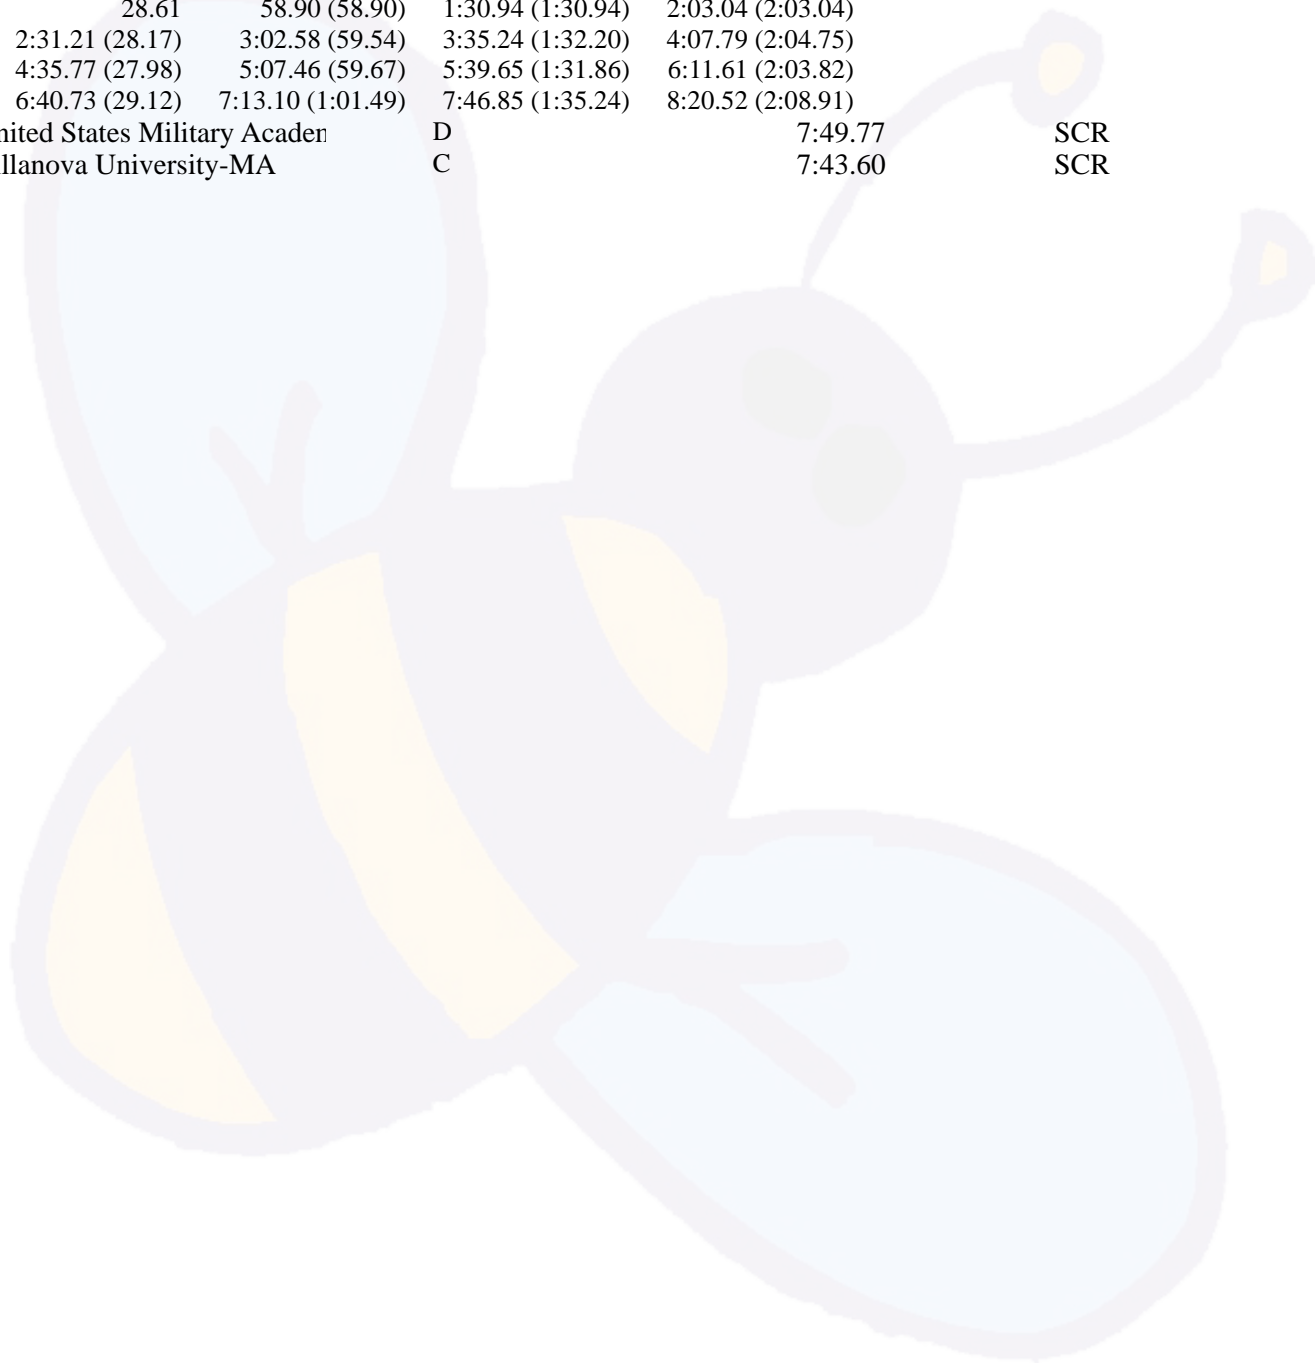 28.61 58.90 (58.90) 1:30.94 (1:30.94) 2:03.04 (2:03.04)
2:31.21 (28.17) 3:02.58 (59.54) 3:35.24 (1:32.20) 4:07.79 (2:04.75)
4:35.77 (27.98) 5:07.46 (59.67) 5:39.65 (1:31.86) 6:11.61 (2:03.82)
6:40.73 (29.12) 7:13.10 (1:01.49) 7:46.85 (1:35.24) 8:20.52 (2:08.91)
nited States Military Academ D 7:49.77 SCR
llanova University-MA C 7:43.60 SCR